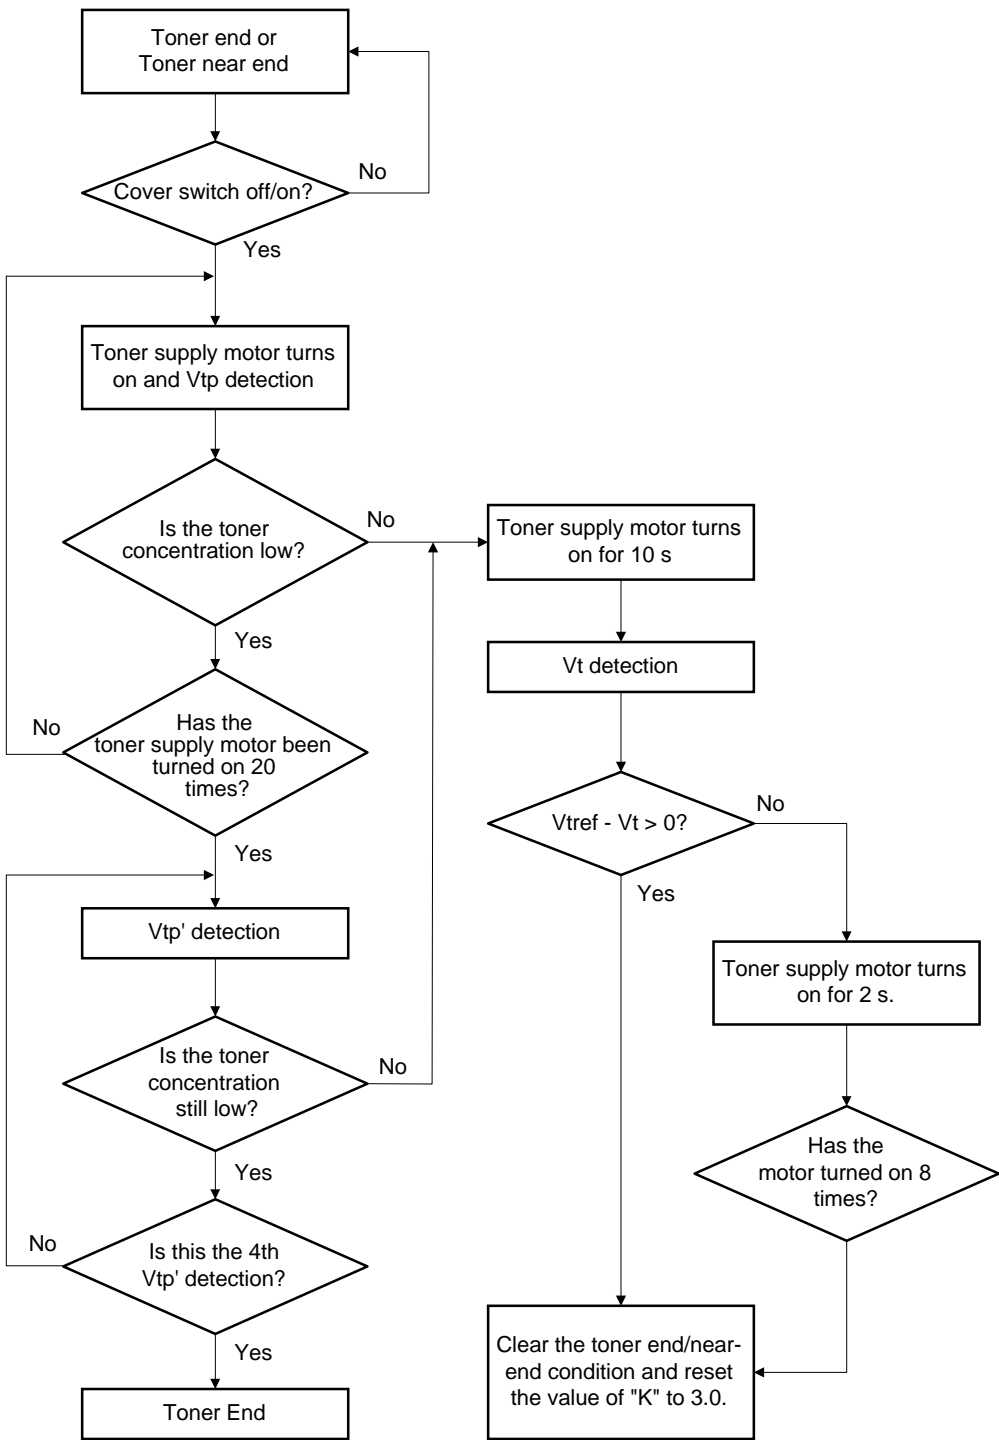 Toner end or
Toner near end
Cover switch off/on?
No
Yes
Toner supply motor turns
on and Vtp detection
Is the toner
concentration low?
No
Yes
Has the
toner supply motor been
turned on 20
times?
No
Yes
Vtp' detection
Is the toner
concentration
still low?
No
Yes
Is this the 4th
Vtp' detection?
No
Yes
Toner End
Toner supply motor turns
on for 10 s
Vt detection
Vtref - Vt > 0?
No
Yes
Toner supply motor turns
on for 2 s.
Has the
motor turned on 8
times?
Clear the toner end/near-
end condition and reset
the value of "K" to 3.0.